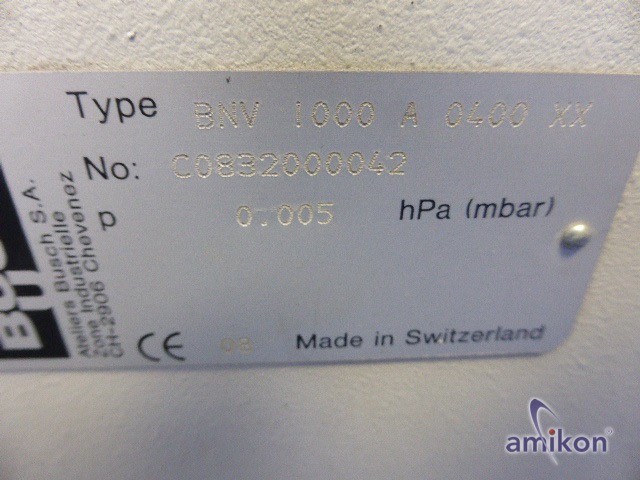 Type BNV 1000 A 0400 XX
No: C0832000042
p 0.005 hPa (mbar)
Ateliers Busch S.A.
Zone Industrielle
CH-2906 Chevenez
CE 08 Made in Switzerland
amikon